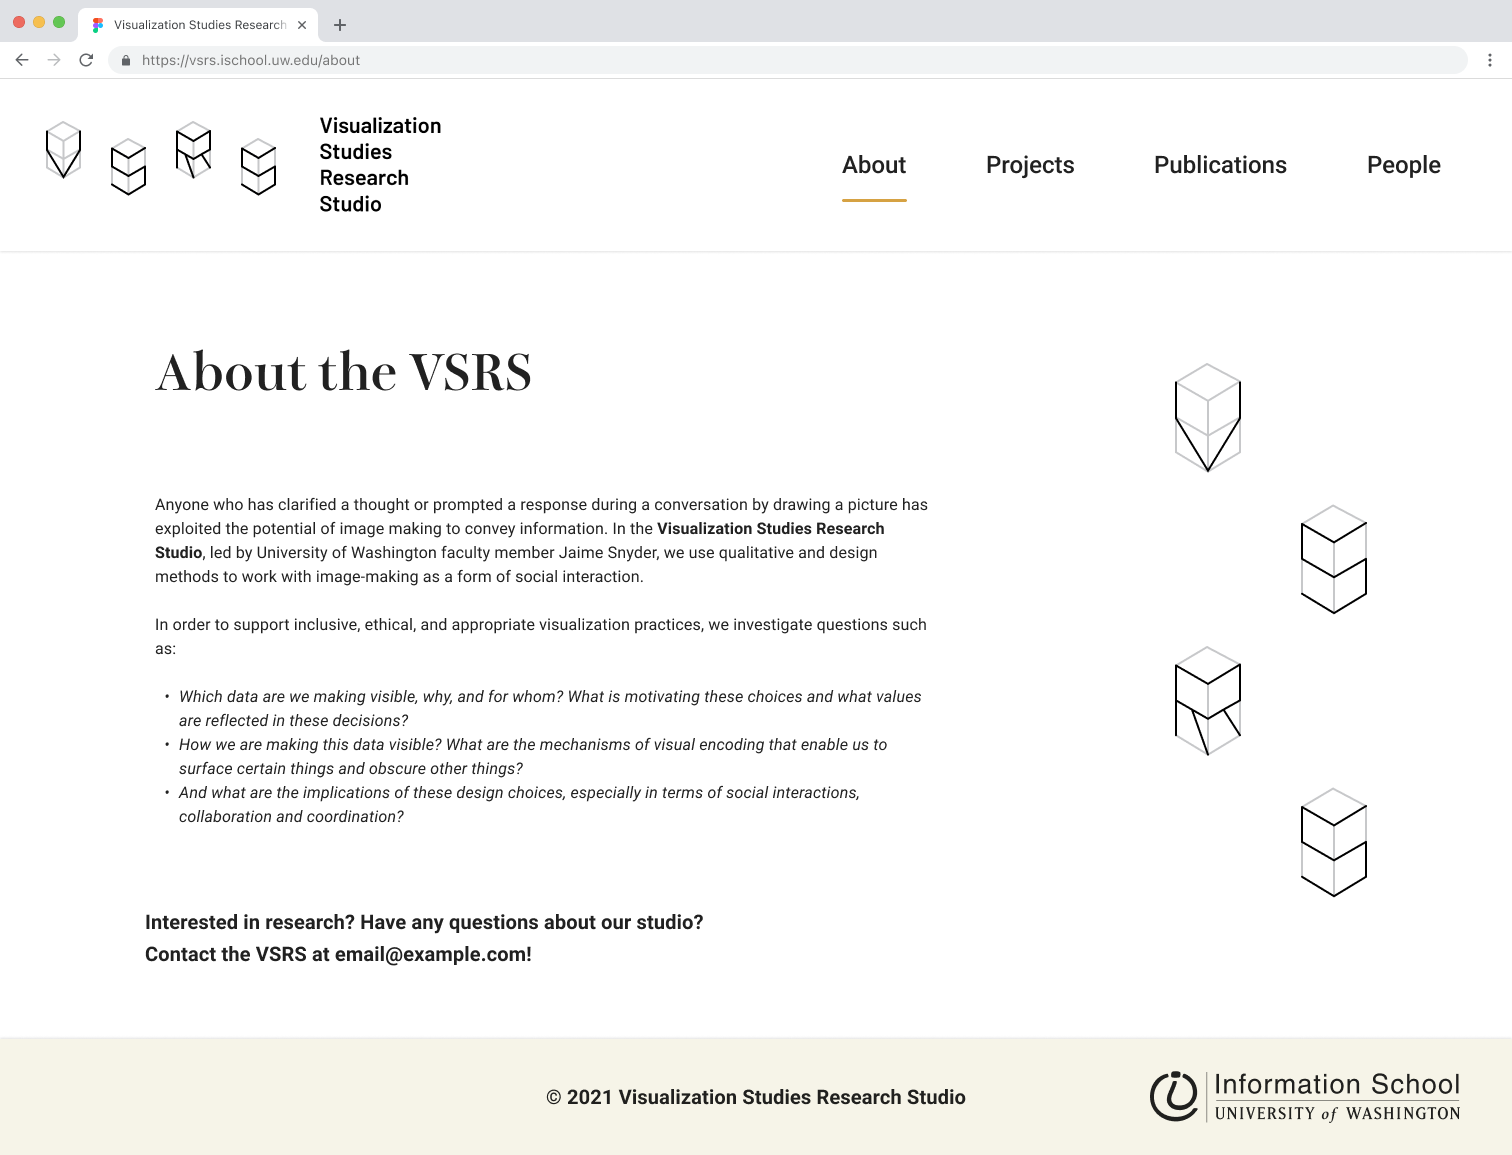 Visualization Studies Research
https://vsrs.ischool.uw.edu/about
Visualization
Studies
Research
Studio
About
Projects
Publications
People
About the VSRS
Anyone who has clarified a thought or prompted a response during a conversation by drawing a picture has
exploited the potential of image making to convey information. In the Visualization Studies Research
Studio, led by University of Washington faculty member Jaime Snyder, we use qualitative and design
methods to work with image-making as a form of social interaction.
In order to support inclusive, ethical, and appropriate visualization practices, we investigate questions such
as:
• Which data are we making visible, why, and for whom? What is motivating these choices and what values
are reflected in these decisions?
• How we are making this data visible? What are the mechanisms of visual encoding that enable us to
surface certain things and obscure other things?
• And what are the implications of these design choices, especially in terms of social interactions,
collaboration and coordination?
Interested in research? Have any questions about our studio?
Contact the VSRS at email@example.com!
© 2021 Visualization Studies Research Studio
Information School
UNIVERSITY of WASHINGTON